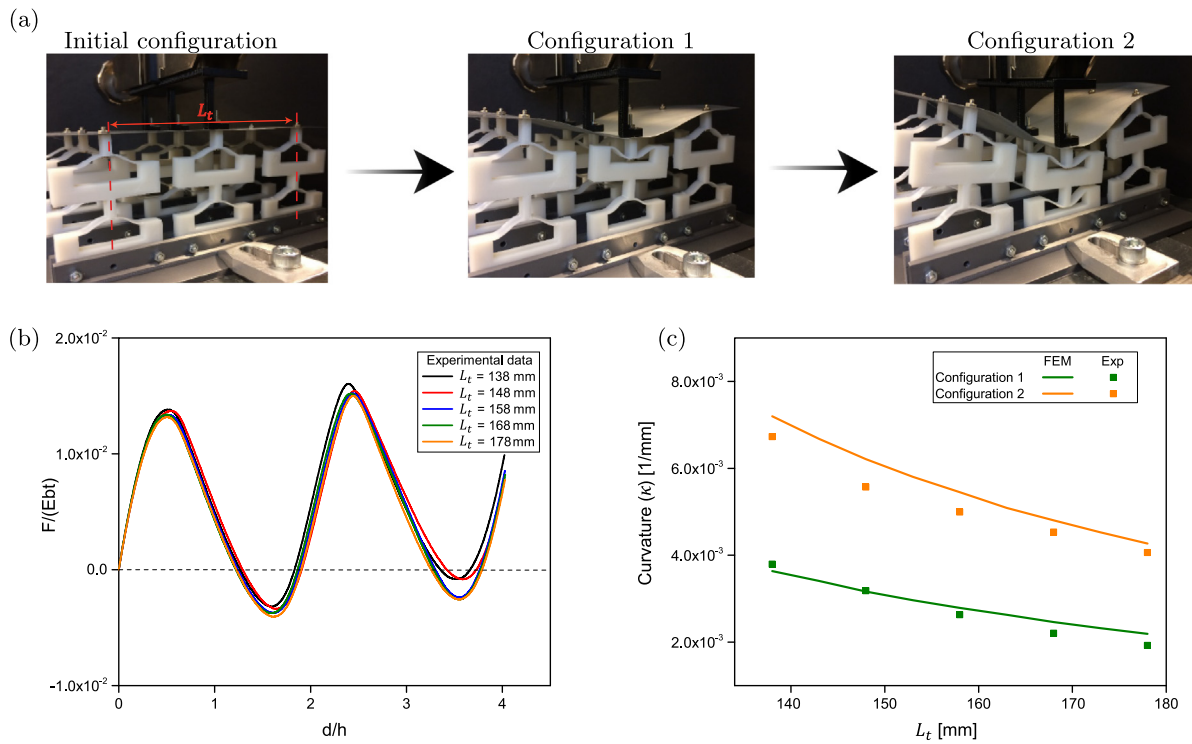 (a)
Initial configuration
Configuration 1
Configuration 2
L_t
(b)
2.0x10⁻²
1.0x10⁻²
0.0
-1.0x10⁻²
F/(Ebt)
0
1
2
3
4
d/h
Experimental data
L_t = 138 mm
L_t = 148 mm
L_t = 158 mm
L_t = 168 mm
L_t = 178 mm
(c)
8.0x10⁻³
6.0x10⁻³
4.0x10⁻³
2.0x10⁻³
Curvature (κ) [1/mm]
140
150
160
170
180
L_t [mm]
FEM Exp
Configuration 1
Configuration 2